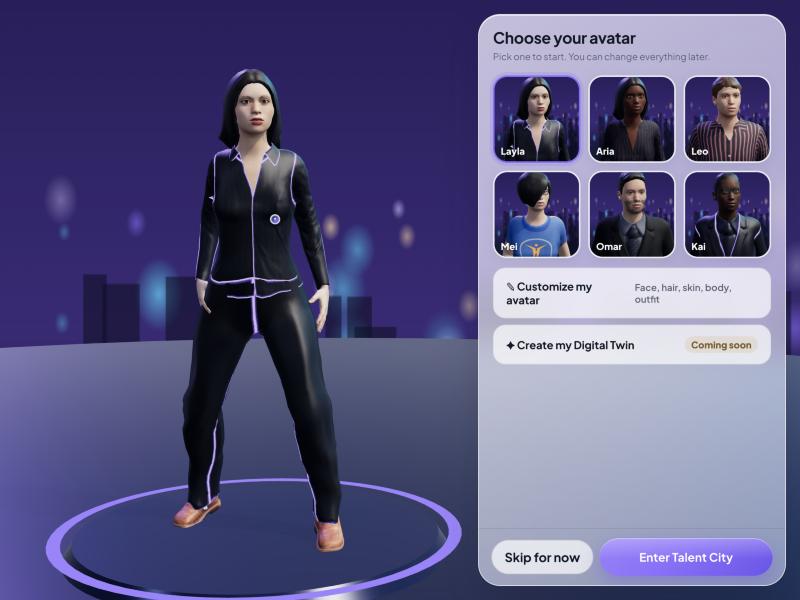 Choose your avatar
Pick one to start. You can change everything later.
Layla
Aria
Leo
Mei
Omar
Kai
✎ Customize my avatar
Face, hair, skin, body, outfit
✦ Create my Digital Twin
Coming soon
Skip for now
Enter Talent City